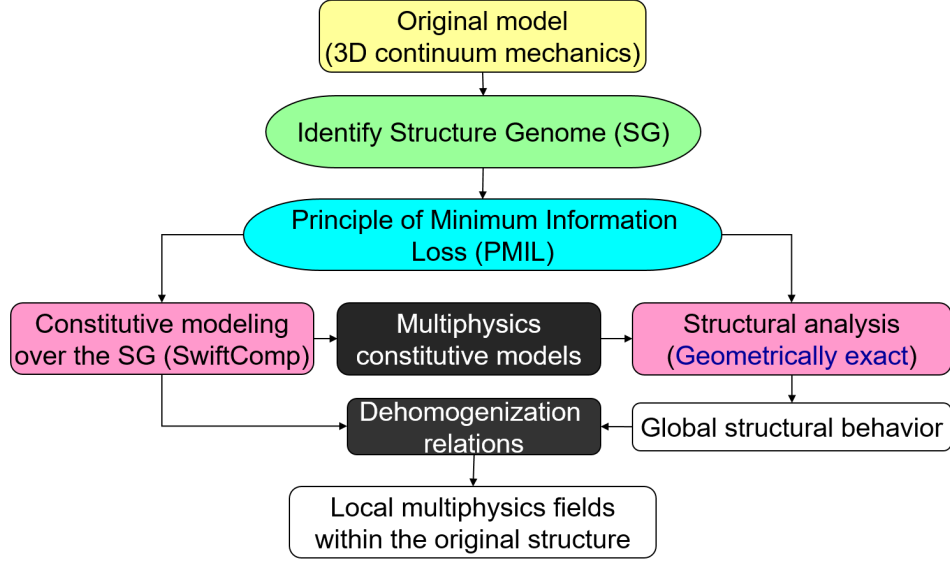 Original model
(3D continuum mechanics)
Identify Structure Genome (SG)
Principle of Minimum Information
Loss (PMIL)
Constitutive modeling
over the SG (SwiftComp)
Multiphysics
constitutive models
Structural analysis
(Geometrically exact)
Dehomogenization
relations
Global structural behavior
Local multiphysics fields
within the original structure